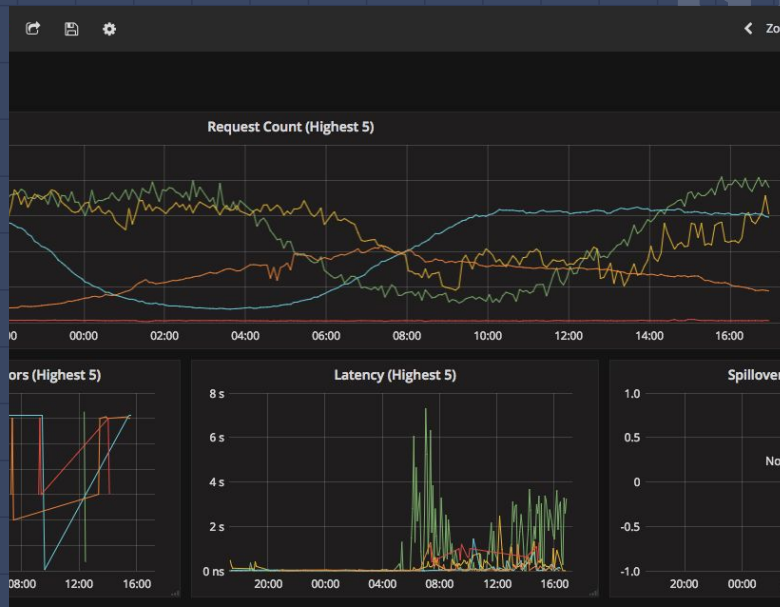 Zo
Request Count (Highest 5)
00:00 02:00 04:00 06:00 08:00 10:00 12:00 14:00 16:00
ors (Highest 5)
08:00 12:00 16:00
Latency (Highest 5)
8 s
6 s
4 s
2 s
0 ns
20:00 00:00 04:00 08:00 12:00 16:00
Spillover
1.0
0.5
No
0
-0.5
-1.0
20:00 00:00